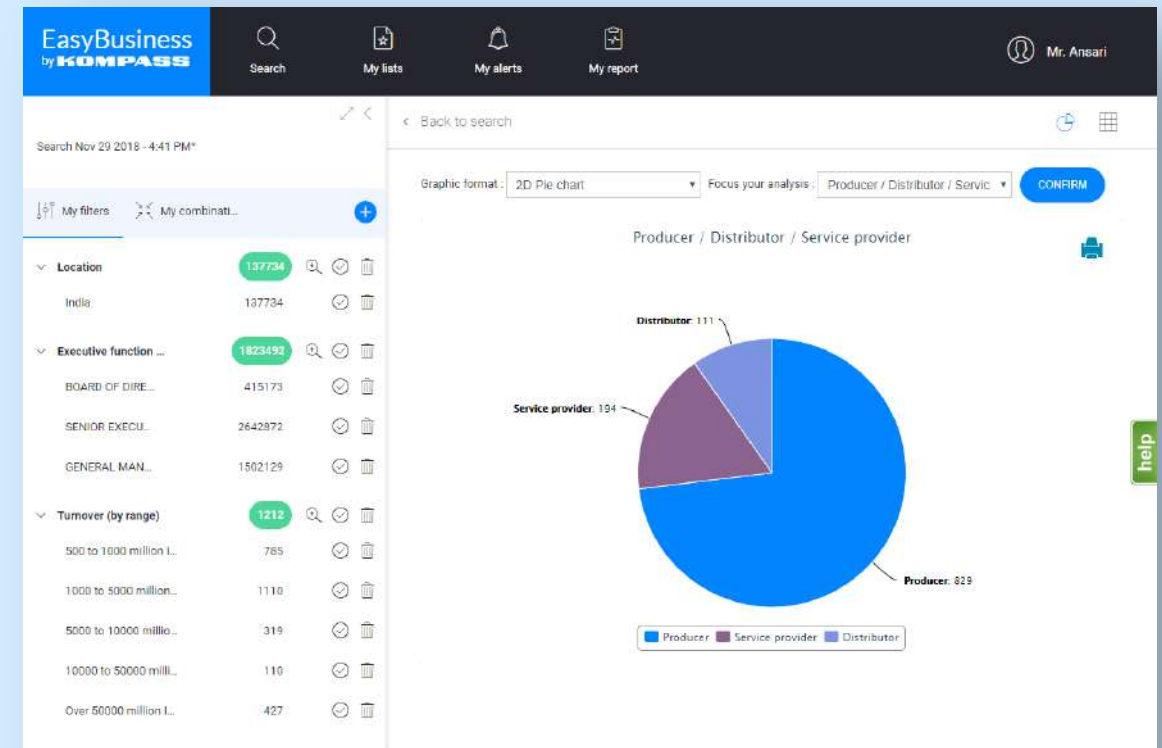 EasyBusiness
by KOMPASS
Search
My lists
My alerts
My report
Mr. Ansari
Search Nov 29 2018 - 4:41 PM*
< Back to search
Graphic format : 2D Pie chart
Focus your analysis : Producer / Distributor / Servic
CONFIRM
My filters
My combinati...
Producer / Distributor / Service provider
Location 137734
India 137734
Executive function ... 1823492
BOARD OF DIRE... 415173
SENIOR EXECU... 2642872
GENERAL MAN... 1502129
Turnover (by range) 1212
500 to 1000 million I... 785
1000 to 5000 million... 1110
5000 to 10000 millio... 319
10000 to 50000 milli... 110
Over 50000 million I... 427
Distributor: 111
Service provider: 194
Producer: 829
Producer Service provider Distributor
help